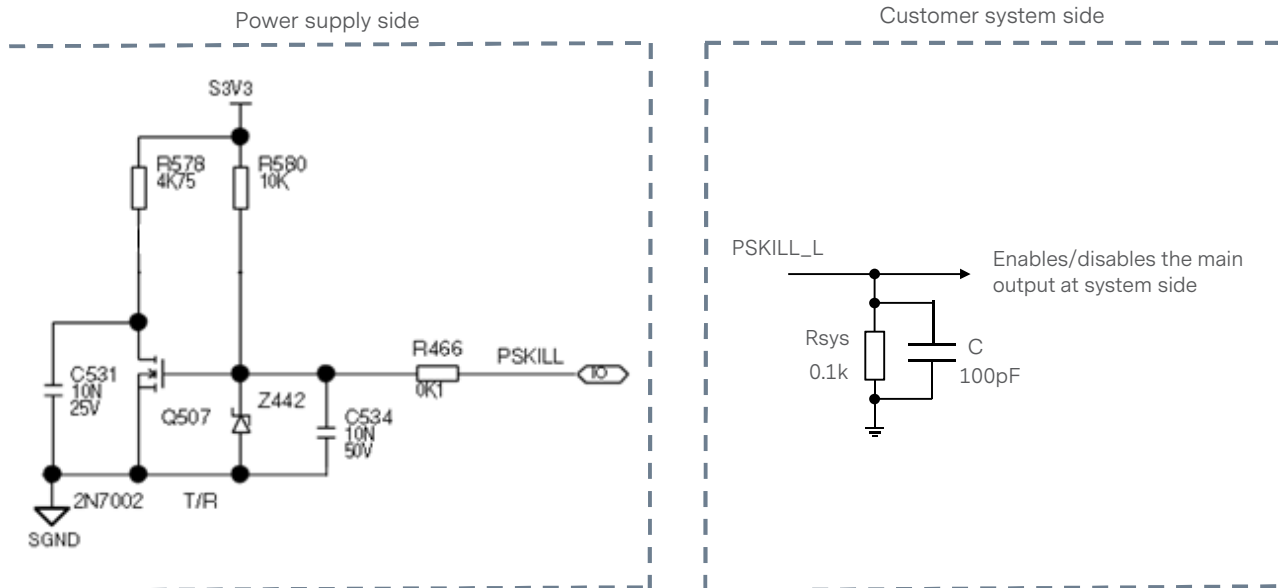 Power supply side
Customer system side
S3V3
R578
4K75
R580
10K
PSKILL_L
Enables/disables the main
output at system side
Rsys
0.1k
C
100pF
R466
0K1
PSKILL
IO
C531
10N
25V
Q507
Z442
C534
10N
50V
2N7002
T/R
SGND